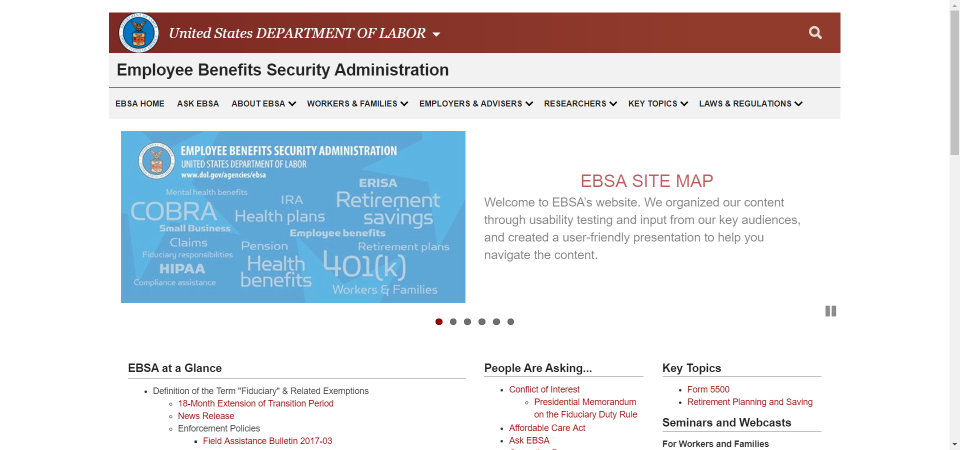 United States DEPARTMENT OF LABOR
Employee Benefits Security Administration
EBSA HOME ASK EBSA ABOUT EBSA WORKERS & FAMILIES EMPLOYERS & ADVISERS RESEARCHERS KEY TOPICS LAWS & REGULATIONS
EMPLOYEE BENEFITS SECURITY ADMINISTRATION
UNITED STATES DEPARTMENT OF LABOR
www.dol.gov/agencies/ebsa
ERISA
Mental health benefits
IRA
Retirement savings
COBRA
Health plans
Small Business
Employee benefits
Claims
Pension
Retirement plans
Fiduciary responsibilities
HIPAA
Health benefits
401(k)
Compliance assistance
Workers & Families
EBSA SITE MAP
Welcome to EBSA's website. We organized our content
through usability testing and input from our key audiences,
and created a user-friendly presentation to help you
navigate the content.
EBSA at a Glance
Definition of the Term "Fiduciary" & Related Exemptions
18-Month Extension of Transition Period
News Release
Enforcement Policies
Field Assistance Bulletin 2017-03
People Are Asking...
Conflict of Interest
Presidential Memorandum
on the Fiduciary Duty Rule
Affordable Care Act
Ask EBSA
Key Topics
Form 5500
Retirement Planning and Saving
Seminars and Webcasts
For Workers and Families